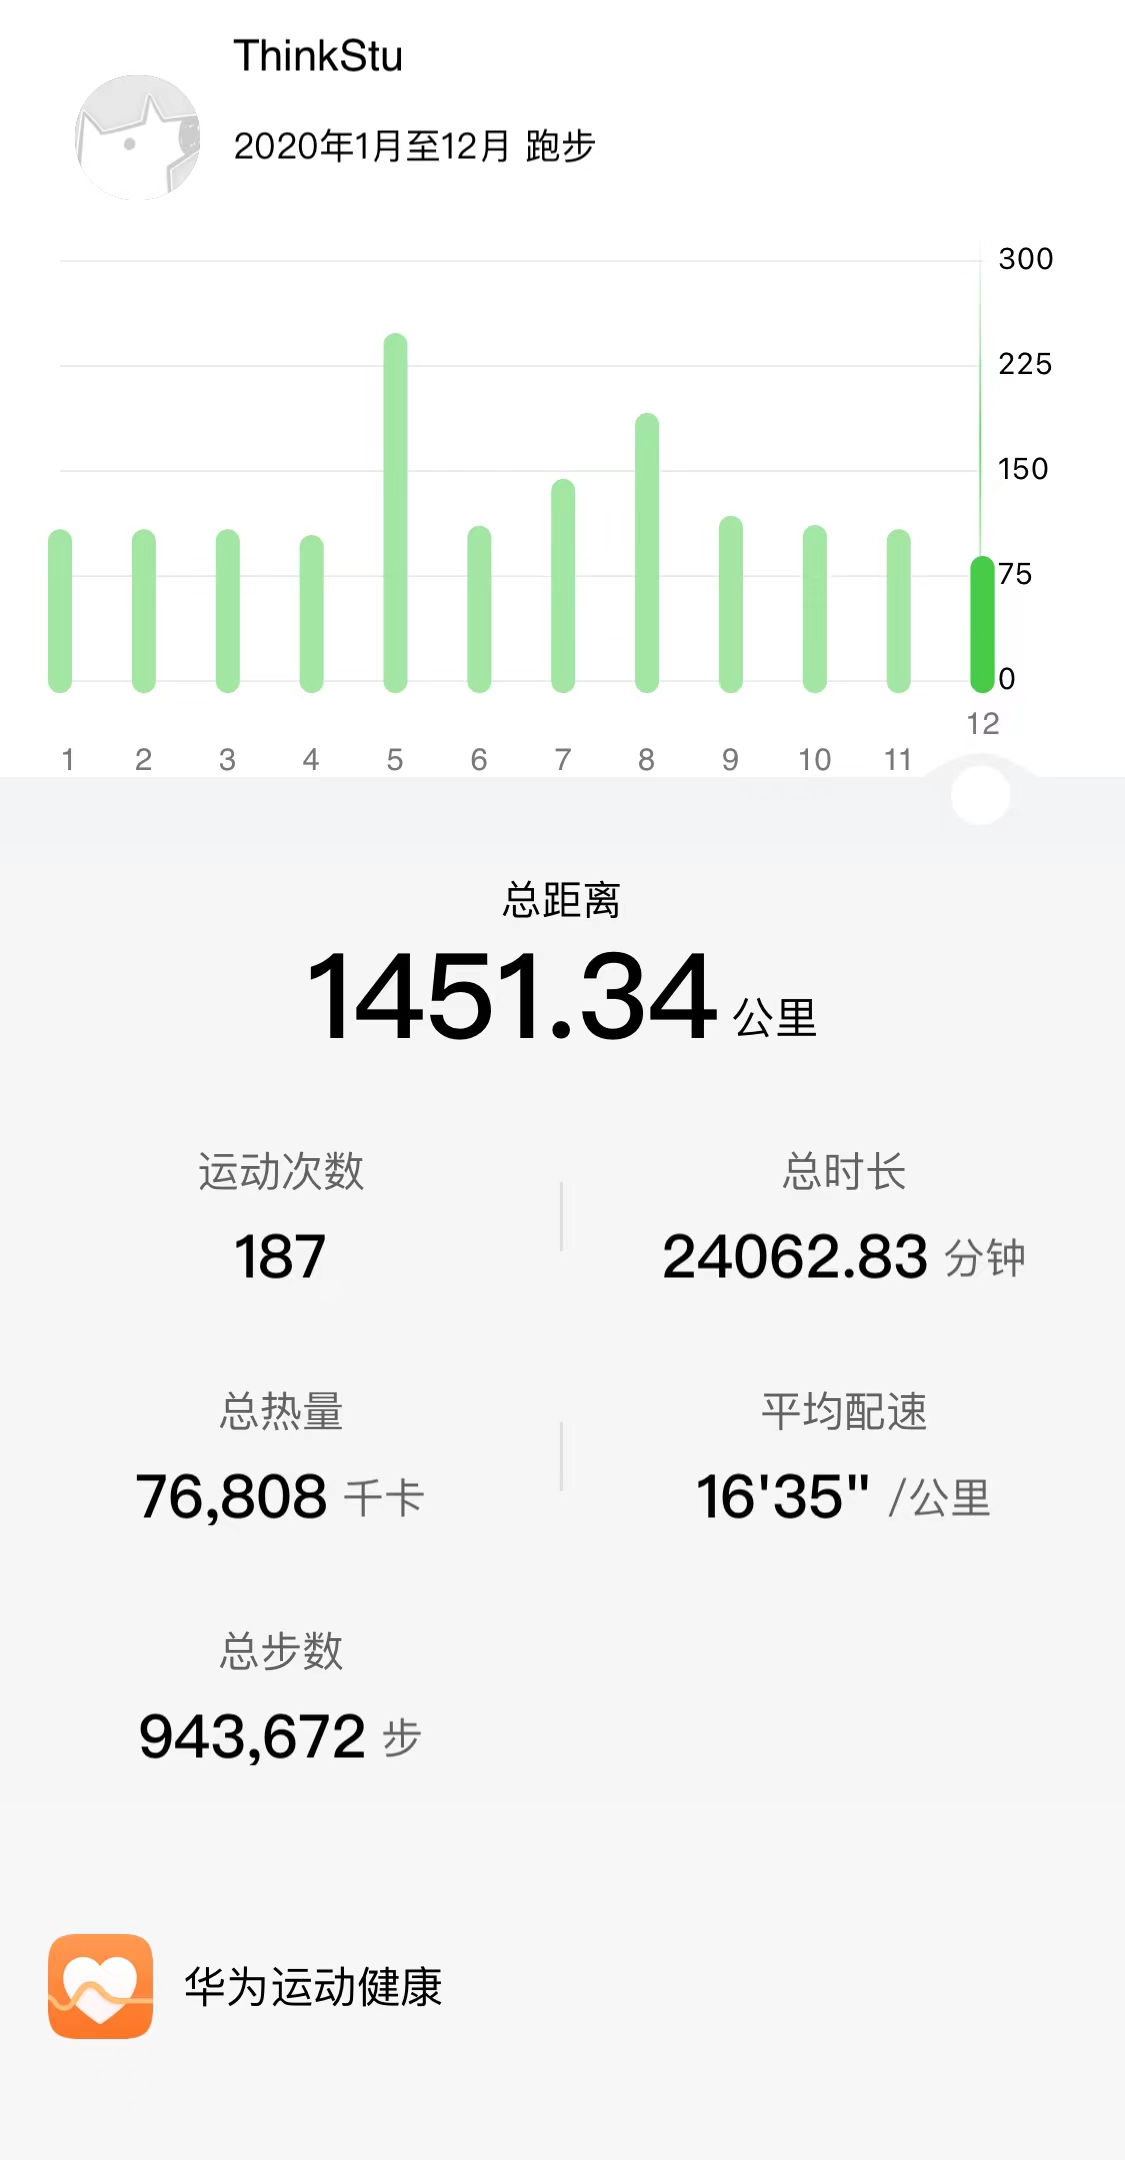 ThinkStu
2020年1月至12月 跑步
300
225
150
75
0
12
1 2 3 4 5 6 7 8 9 10 11
总距离
1451.34 公里
运动次数 总时长
187 24062.83 分钟
总热量 平均配速
76,808 千卡 16'35" /公里
总步数
943,672 步
华为运动健康